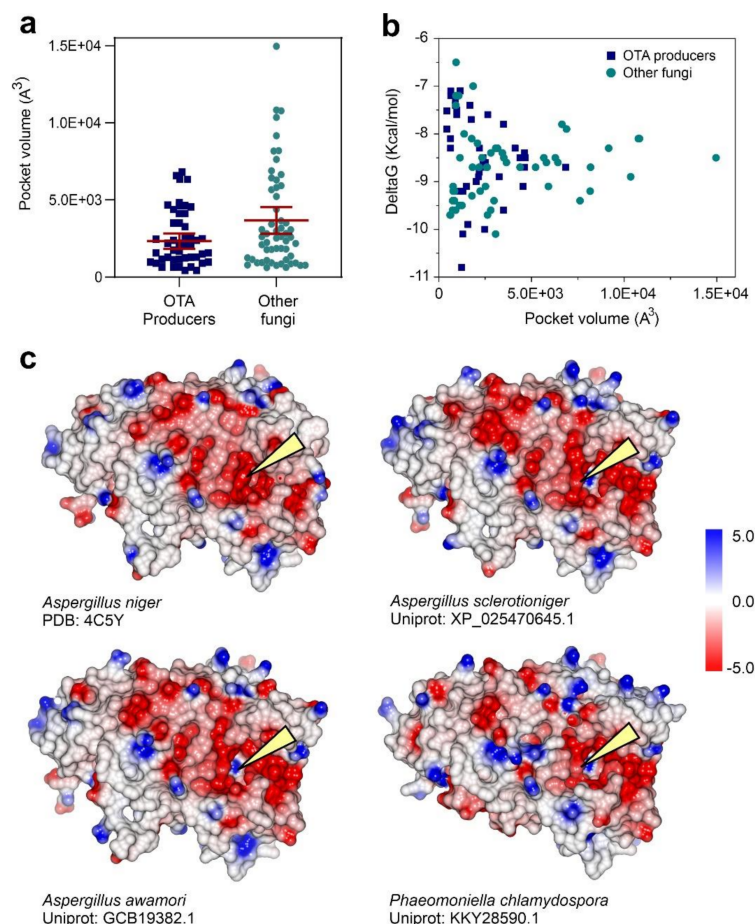 a
Pocket volume (A3)
1.5E+04
1.0E+04
5.0E+03
0
OTA
Producers
Other
fungi
b
DeltaG (Kcal/mol)
-6
-7
-8
-9
-10
-11
OTA producers
Other fungi
0
5.0E+03
1.0E+04
1.5E+04
Pocket volume (A3)
c
Aspergillus niger
PDB: 4C5Y
Aspergillus sclerotioniger
Uniprot: XP_025470645.1
5.0
0.0
-5.0
Aspergillus awamori
Uniprot: GCB19382.1
Phaeomoniella chlamydospora
Uniprot: KKY28590.1